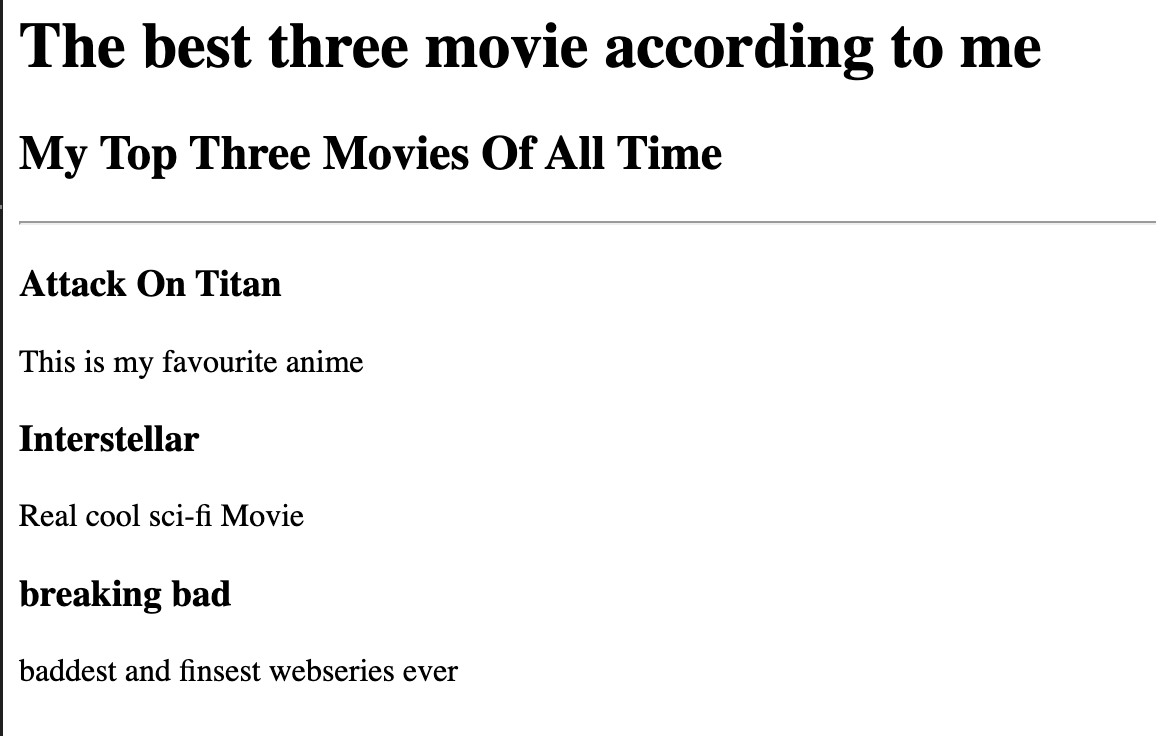 The best three movie according to me
My Top Three Movies Of All Time
Attack On Titan
This is my favourite anime
Interstellar
Real cool sci-fi Movie
breaking bad
baddest and finsest webseries ever